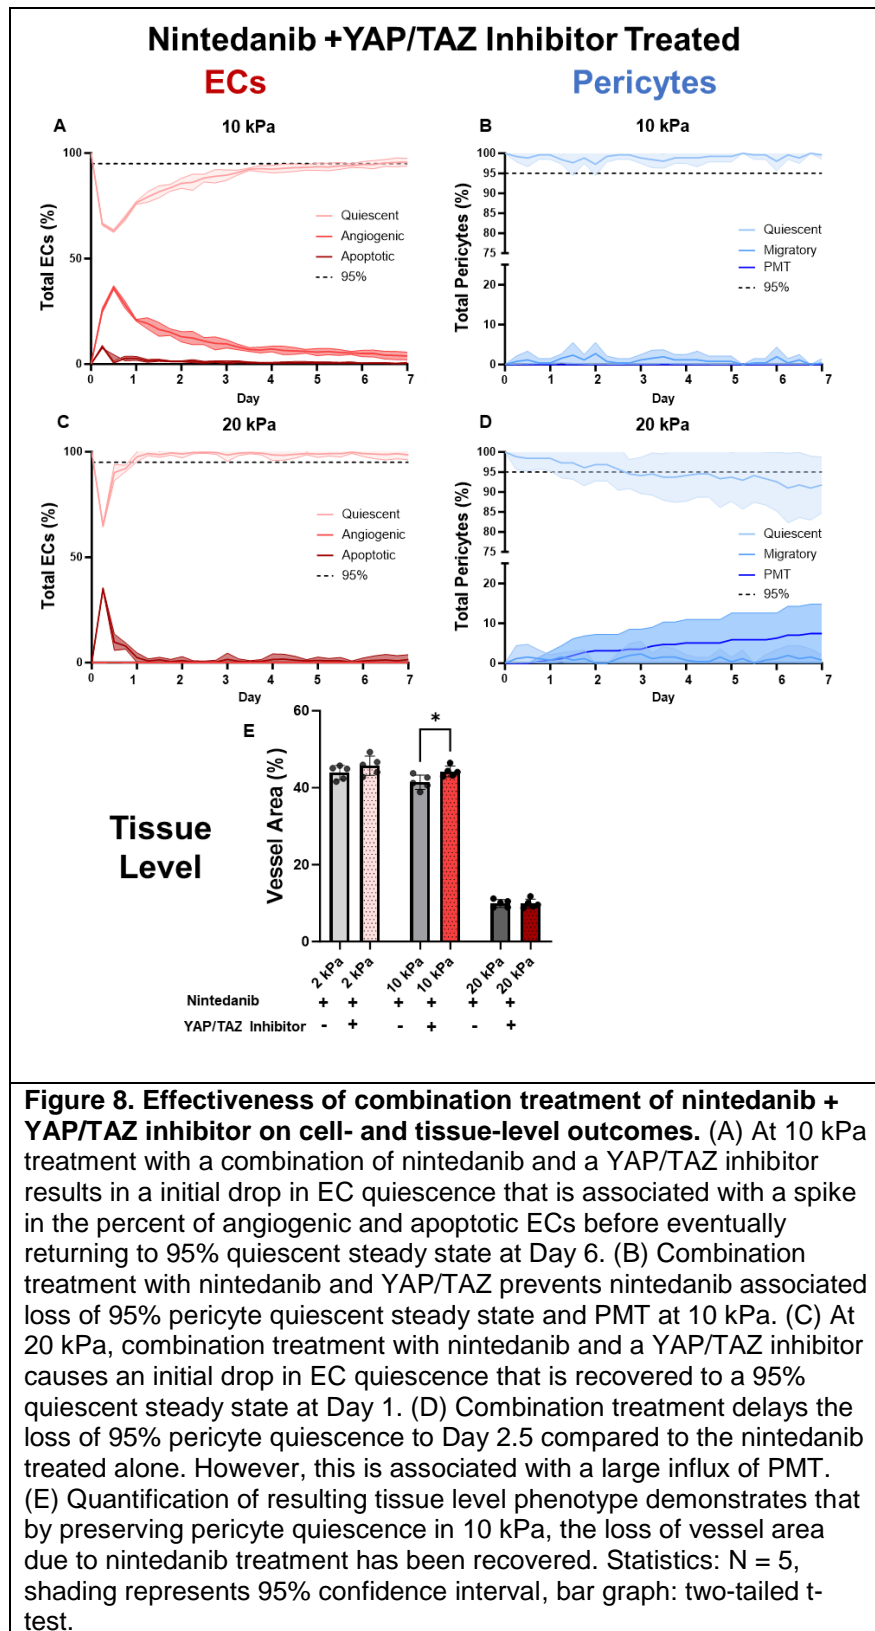 Nintedanib +YAP/TAZ Inhibitor Treated
ECs
Pericytes
A
10 kPa
Total ECs (%)
100
50
0
Quiescent
Angiogenic
Apoptotic
95%
0 1 2 3 4 5 6 7
Day
B
10 kPa
Total Pericytes (%)
100
95
90
85
80
75
20
10
0
Quiescent
Migratory
PMT
95%
0 1 2 3 4 5 6 7
Day
C
20 kPa
Total ECs (%)
100
50
0
Quiescent
Angiogenic
Apoptotic
95%
0 1 2 3 4 5 6 7
Day
D
20 kPa
Total Pericytes (%)
100
95
90
85
80
75
20
10
0
Quiescent
Migratory
PMT
95%
0 1 2 3 4 5 6 7
Day
Tissue
Level
E
Vessel Area (%)
60
40
20
0
*
2 kPa 2 kPa 10 kPa 10 kPa 20 kPa 20 kPa
Nintedanib + + + + + +
YAP/TAZ Inhibitor - + - + - +
Figure 8. Effectiveness of combination treatment of nintedanib +
YAP/TAZ inhibitor on cell- and tissue-level outcomes. (A) At 10 kPa
treatment with a combination of nintedanib and a YAP/TAZ inhibitor
results in a initial drop in EC quiescence that is associated with a spike
in the percent of angiogenic and apoptotic ECs before eventually
returning to 95% quiescent steady state at Day 6. (B) Combination
treatment with nintedanib and YAP/TAZ prevents nintedanib associated
loss of 95% pericyte quiescent steady state and PMT at 10 kPa. (C) At
20 kPa, combination treatment with nintedanib and a YAP/TAZ inhibitor
causes an initial drop in EC quiescence that is recovered to a 95%
quiescent steady state at Day 1. (D) Combination treatment delays the
loss of 95% pericyte quiescence to Day 2.5 compared to the nintedanib
treated alone. However, this is associated with a large influx of PMT.
(E) Quantification of resulting tissue level phenotype demonstrates that
by preserving pericyte quiescence in 10 kPa, the loss of vessel area
due to nintedanib treatment has been recovered. Statistics: N = 5,
shading represents 95% confidence interval, bar graph: two-tailed t-
test.